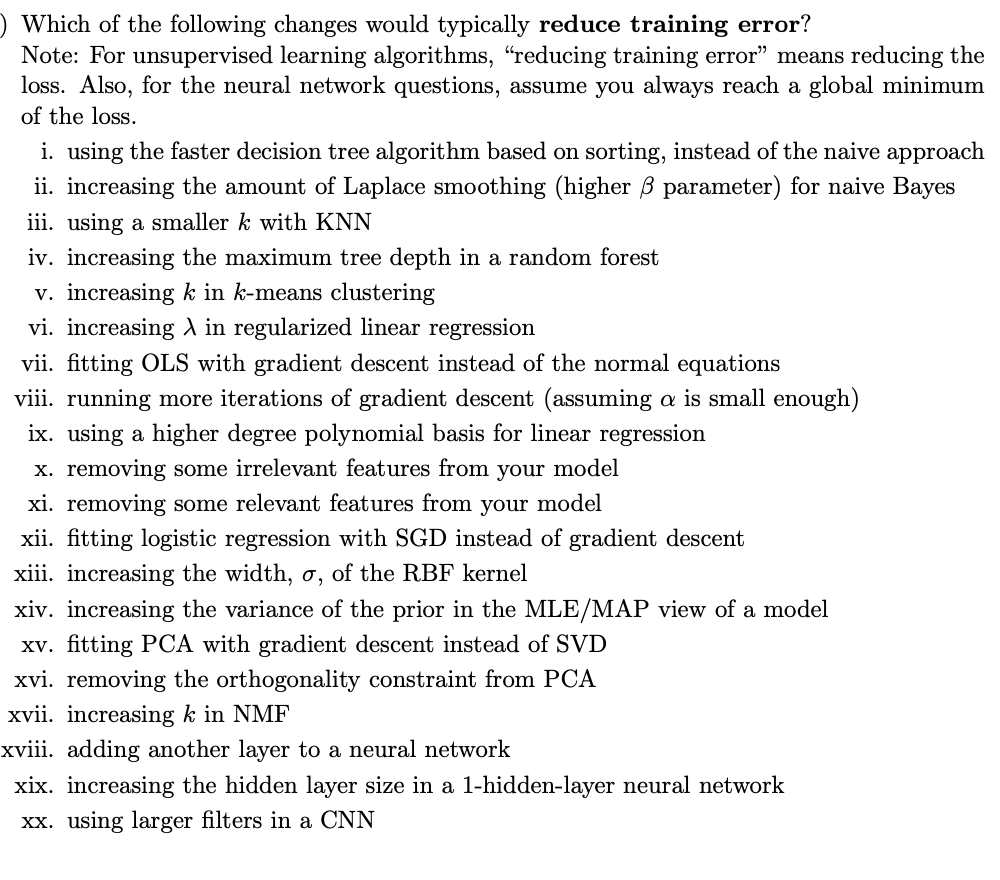 ) Which of the following changes would typically reduce training error?
Note: For unsupervised learning algorithms, “reducing training error” means reducing the
loss. Also, for the neural network questions, assume you always reach a global minimum
of the loss.
i. using the faster decision tree algorithm based on sorting, instead of the naive approach
ii. increasing the amount of Laplace smoothing (higher β parameter) for naive Bayes
iii. using a smaller k with KNN
iv. increasing the maximum tree depth in a random forest
v. increasing k in k-means clustering
vi. increasing λ in regularized linear regression
vii. fitting OLS with gradient descent instead of the normal equations
viii. running more iterations of gradient descent (assuming α is small enough)
ix. using a higher degree polynomial basis for linear regression
x. removing some irrelevant features from your model
xi. removing some relevant features from your model
xii. fitting logistic regression with SGD instead of gradient descent
xiii. increasing the width, σ, of the RBF kernel
xiv. increasing the variance of the prior in the MLE/MAP view of a model
xv. fitting PCA with gradient descent instead of SVD
xvi. removing the orthogonality constraint from PCA
xvii. increasing k in NMF
xviii. adding another layer to a neural network
xix. increasing the hidden layer size in a 1-hidden-layer neural network
xx. using larger filters in a CNN